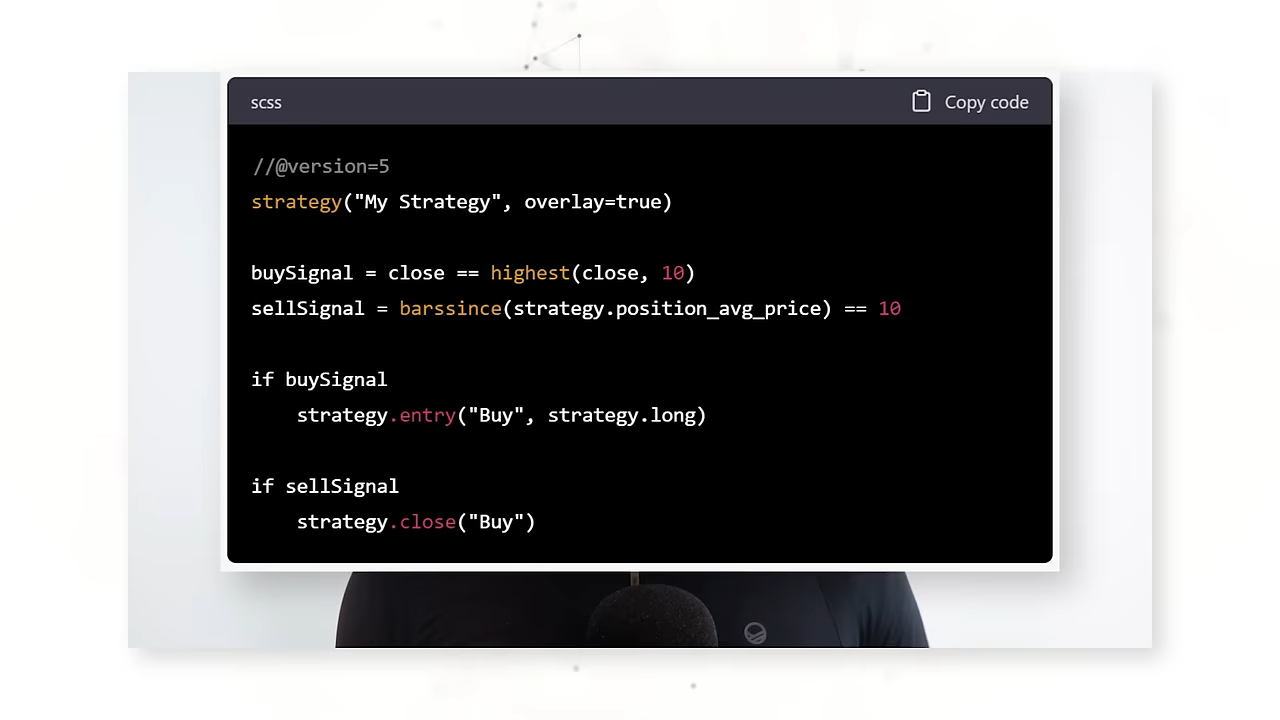 scss
Copy code
//@version=5
strategy("My Strategy", overlay=true)
buySignal = close == highest(close, 10)
sellSignal = barssince(strategy.position_avg_price) == 10
if buySignal
    strategy.entry("Buy", strategy.long)
if sellSignal
    strategy.close("Buy")